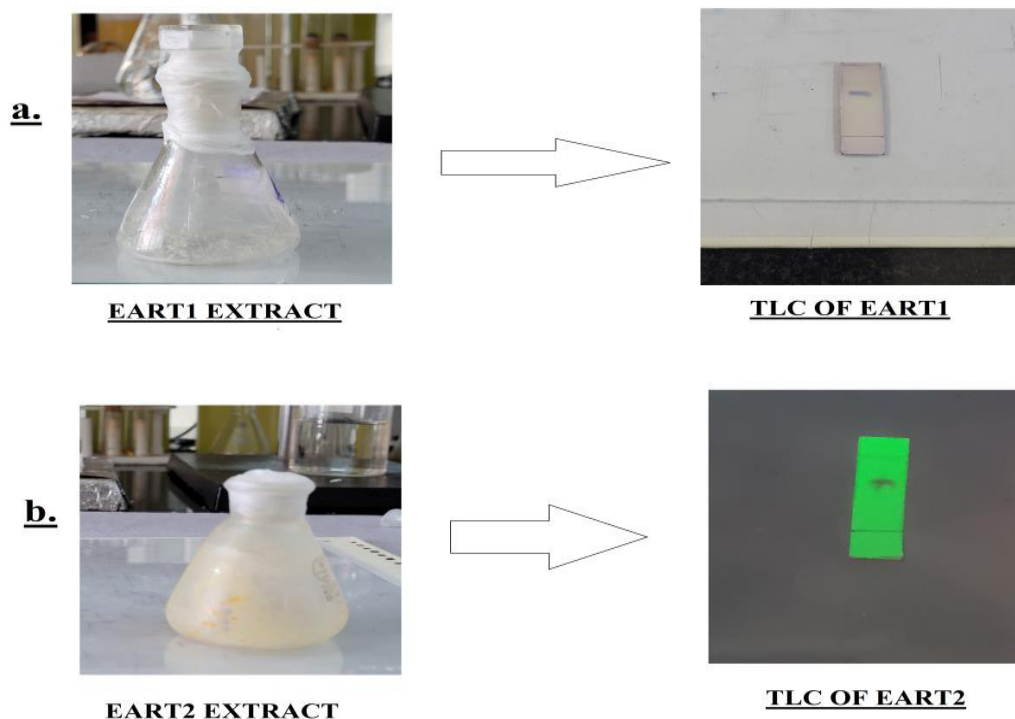 a.
EART1 EXTRACT
TLC OF EART1
b.
EART2 EXTRACT
TLC OF EART2